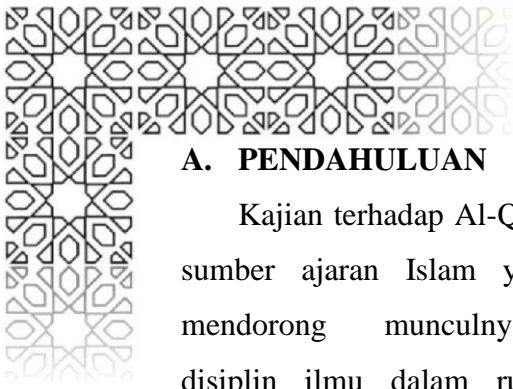 A. PENDAHULUAN
Kajian terhadap Al-Q
sumber ajaran Islam y
mendorong munculny
disiplin ilmu dalam ru